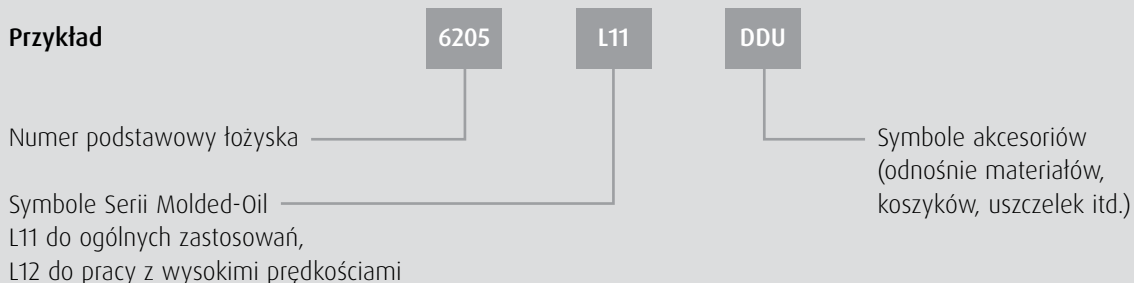 Przykład 6205 L11 DDU
Numer podstawowy łożyska
Symbole Serii Molded-Oil
L11 do ogólnych zastosowań,
L12 do pracy z wysokimi prędkościami
Symbole akcesoriów
(odnośnie materiałów,
koszyków, uszczelek itd.)